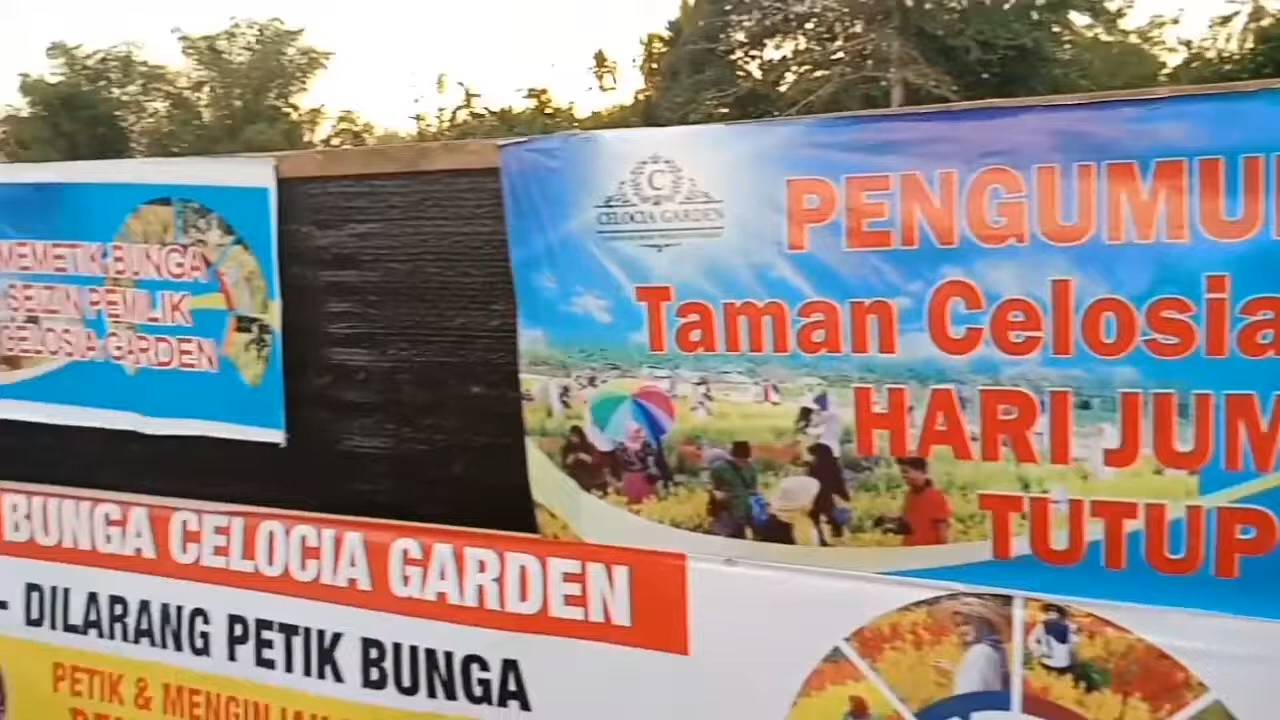 MEMETIK BUNGA
SEIZIN PEMILIK
CELOSIA GARDEN
C
CELOCIA GARDEN
PENGUMU
Taman Celosia
HARI JUM
TUTUP
BUNGA CELOCIA GARDEN
- DILARANG PETIK BUNGA
PETIK & MENGINJAK